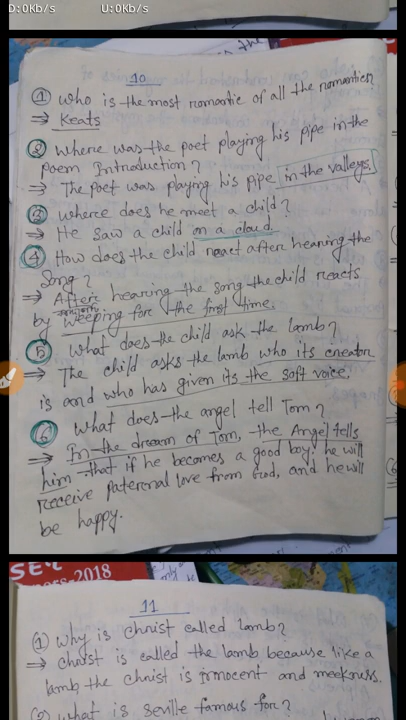 D:0Kb/s U:0Kb/s
10
① Who is the most romantic of all the romanticn
⇒ Keats
② Where was the poet playing his pipe in the
poem Introduction?
⇒ The Poet was playing his pipe in the valleys.
③ Where does he meet a child?
⇒ He saw a child on a cloud.
④ How does the child react after hearing the
Song?
⇒ After hearing the song the child reacts
by weeping for the first time.
⑤ What does the child ask the lamb?
⇒ The child asks the lamb who its creator
is and who has given its the soft voice.
⑥ What does the angel tell Tom?
⇒ In the dream of Tom, the Angel tells
him that if he becomes a good boy, he will
receive paternal love from God, and he will
be happy.
2018
11
(1) Why is christ called lamb?
⇒ christ is called the lamb because like a
lamb the christ is innocent and meekness.
(2) what is seville famous for?